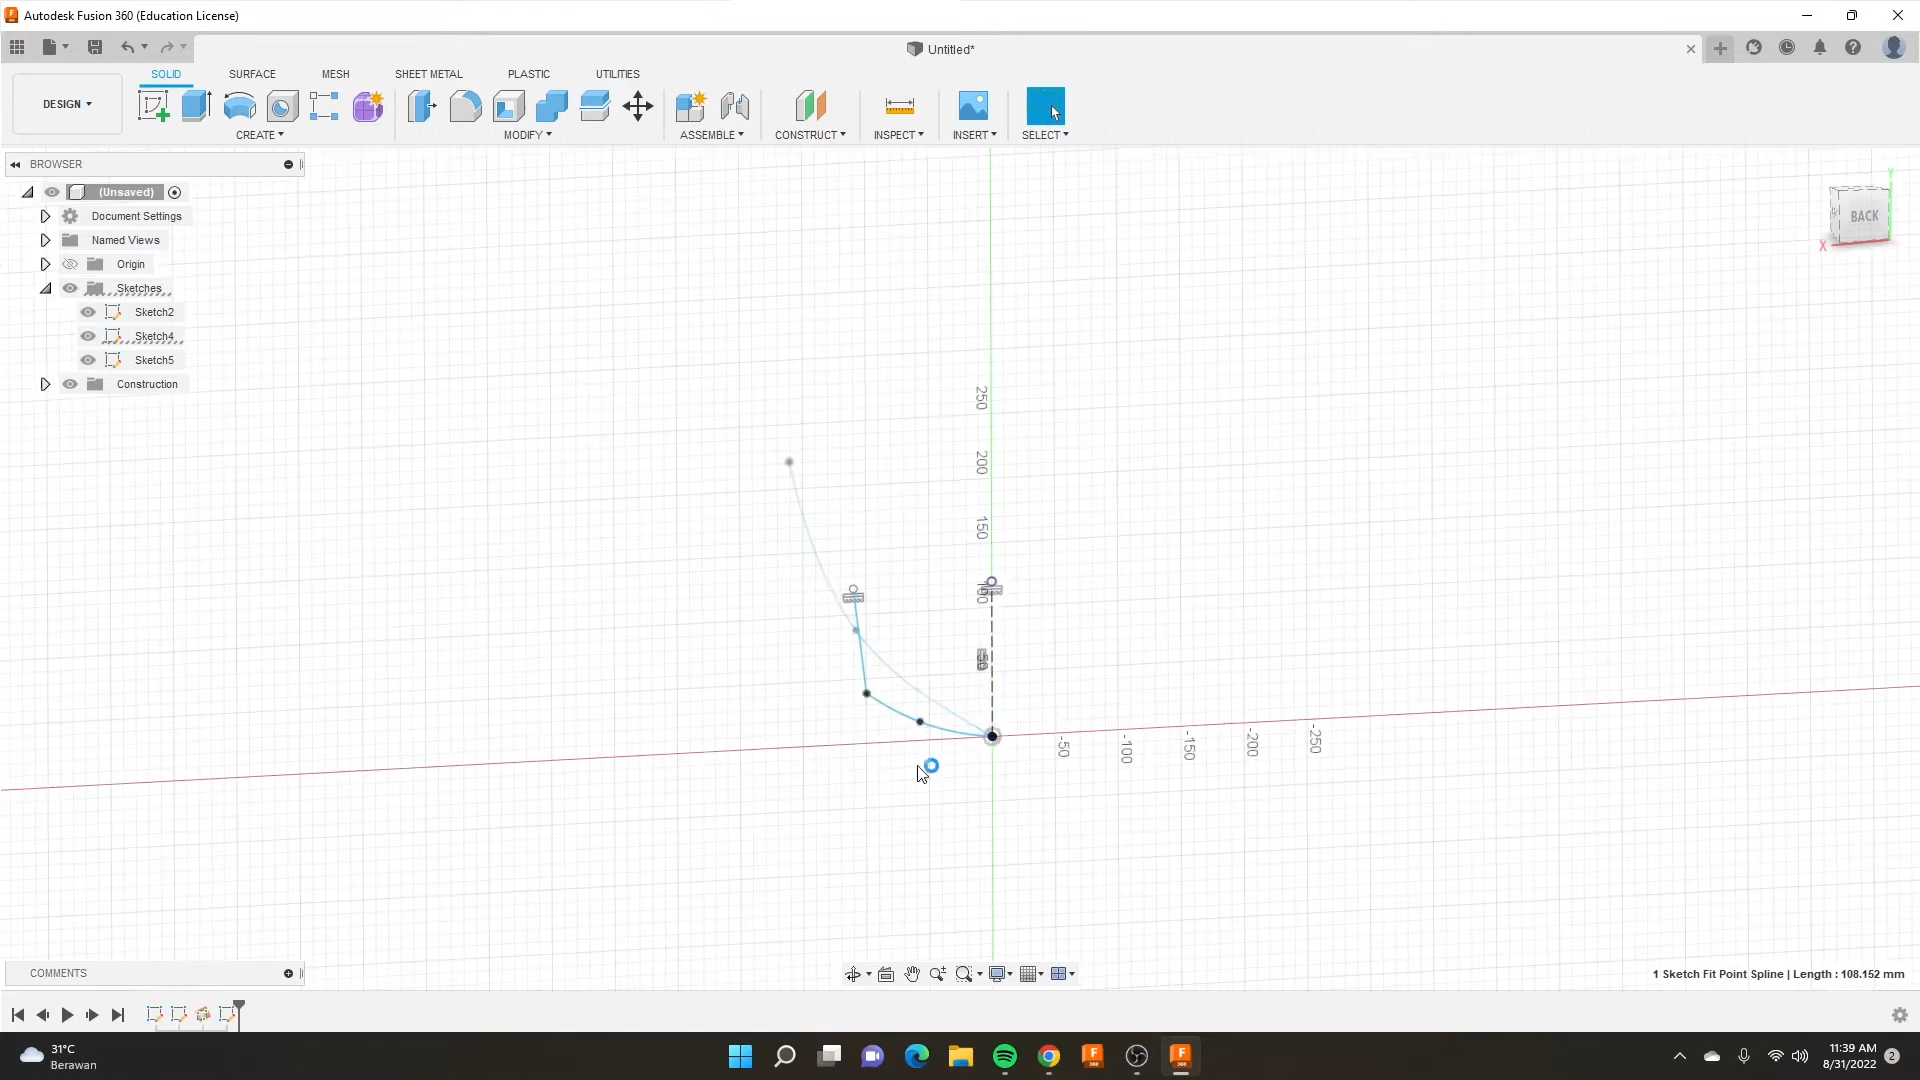 Autodesk Fusion 360 (Education License)
Untitled*
SOLID SURFACE MESH SHEET METAL PLASTIC UTILITIES
DESIGN
CREATE MODIFY ASSEMBLE CONSTRUCT INSPECT INSERT SELECT
BROWSER
(Unsaved)
Document Settings
Named Views
Origin
Sketches
Sketch2
Sketch4
Sketch5
Construction
BACK
X
Y
250
200
150
-50
-100
-150
-200
-250
COMMENTS
1 Sketch Fit Point Spline | Length : 108.152 mm
31°C
Berawan
11:39 AM
8/31/2022
2